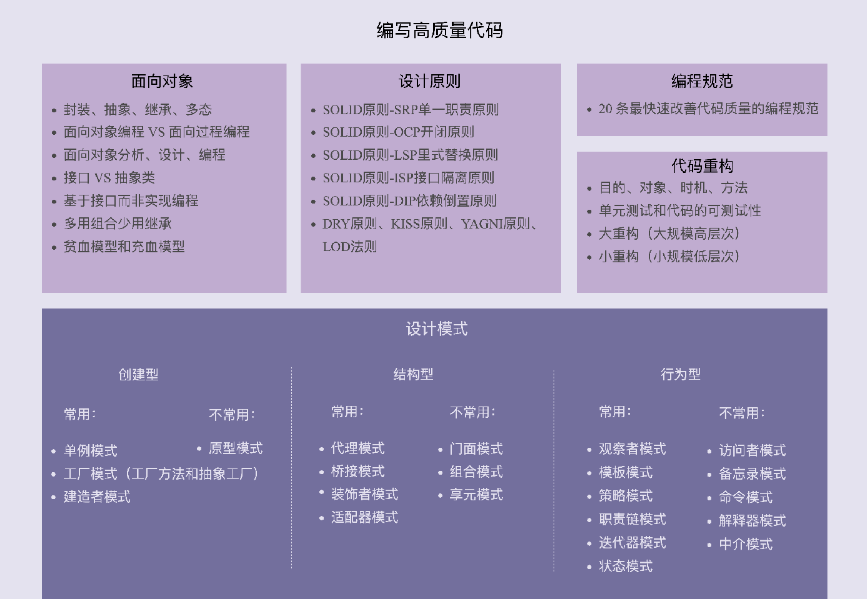 编写高质量代码
面向对象
封装、抽象、继承、多态
面向对象编程 VS 面向过程编程
面向对象分析、设计、编程
接口 VS 抽象类
基于接口而非实现编程
多用组合少用继承
贫血模型和充血模型
设计原则
SOLID原则-SRP单一职责原则
SOLID原则-OCP开闭原则
SOLID原则-LSP里式替换原则
SOLID原则-ISP接口隔离原则
SOLID原则-DIP依赖倒置原则
DRY原则、KISS原则、YAGNI原则、
LOD法则
编程规范
20 条最快速改善代码质量的编程规范
代码重构
目的、对象、时机、方法
单元测试和代码的可测试性
大重构（大规模高层次）
小重构（小规模低层次）
设计模式
创建型
常用：
单例模式
工厂模式（工厂方法和抽象工厂）
建造者模式
不常用：
原型模式
结构型
常用：
代理模式
桥接模式
装饰者模式
适配器模式
不常用：
门面模式
组合模式
享元模式
行为型
常用：
观察者模式
模板模式
策略模式
职责链模式
迭代器模式
状态模式
不常用：
访问者模式
备忘录模式
命令模式
解释器模式
中介模式